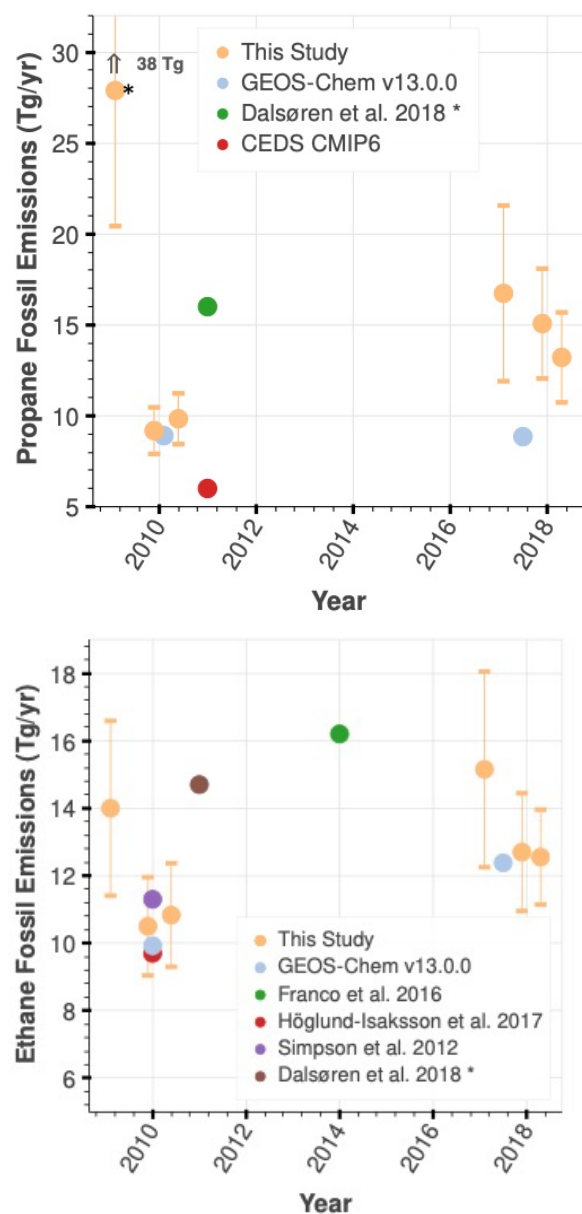 Propane Fossil Emissions (Tg/yr)
30
25
20
15
10
5
⇑ 38 Tg
*
This Study
GEOS-Chem v13.0.0
Dalsøren et al. 2018 *
CEDS CMIP6
2010
2012
2014
2016
2018
Year
Ethane Fossil Emissions (Tg/yr)
18
16
14
12
10
8
6
This Study
GEOS-Chem v13.0.0
Franco et al. 2016
Höglund-Isaksson et al. 2017
Simpson et al. 2012
Dalsøren et al. 2018 *
2010
2012
2014
2016
2018
Year